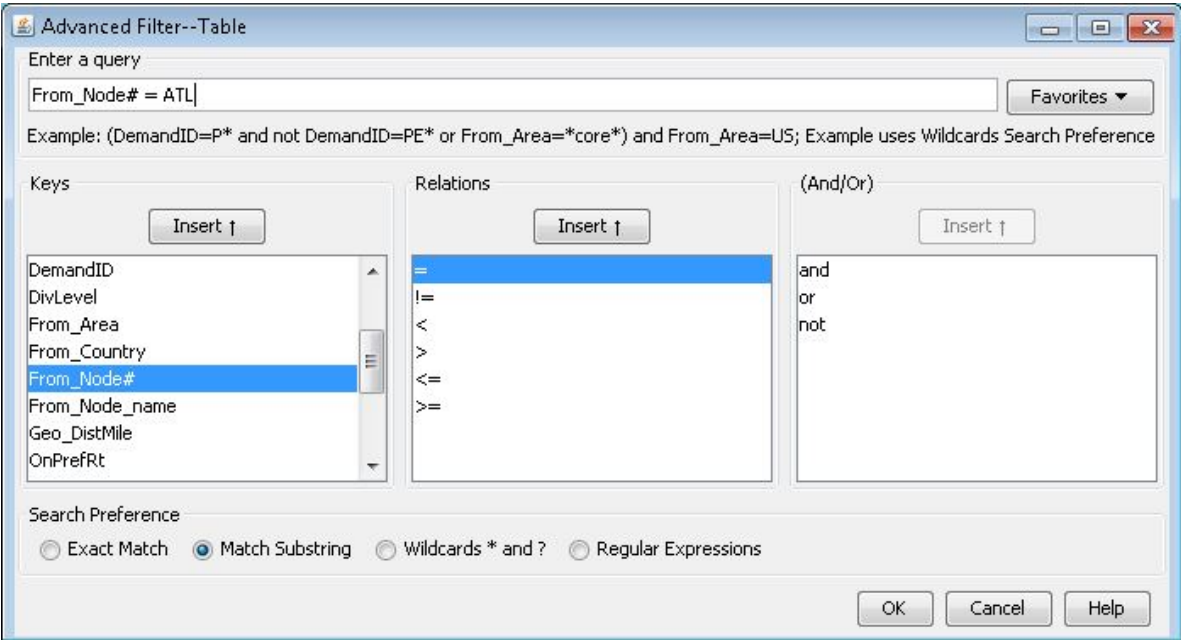 Advanced Filter--Table
Enter a query
From_Node# = ATL
Favorites ▼
Example: (DemandID=P* and not DemandID=PE* or From_Area=*core*) and From_Area=US; Example uses Wildcards Search Preference
Keys
Insert ↑
DemandID
DivLevel
From_Area
From_Country
From_Node#
From_Node_name
Geo_DistMile
OnPrefRt
Relations
Insert ↑
=
!=
<
>
<=
>=
(And/Or)
Insert ↑
and
or
not
Search Preference
Exact Match Match Substring Wildcards * and ? Regular Expressions
OK Cancel Help